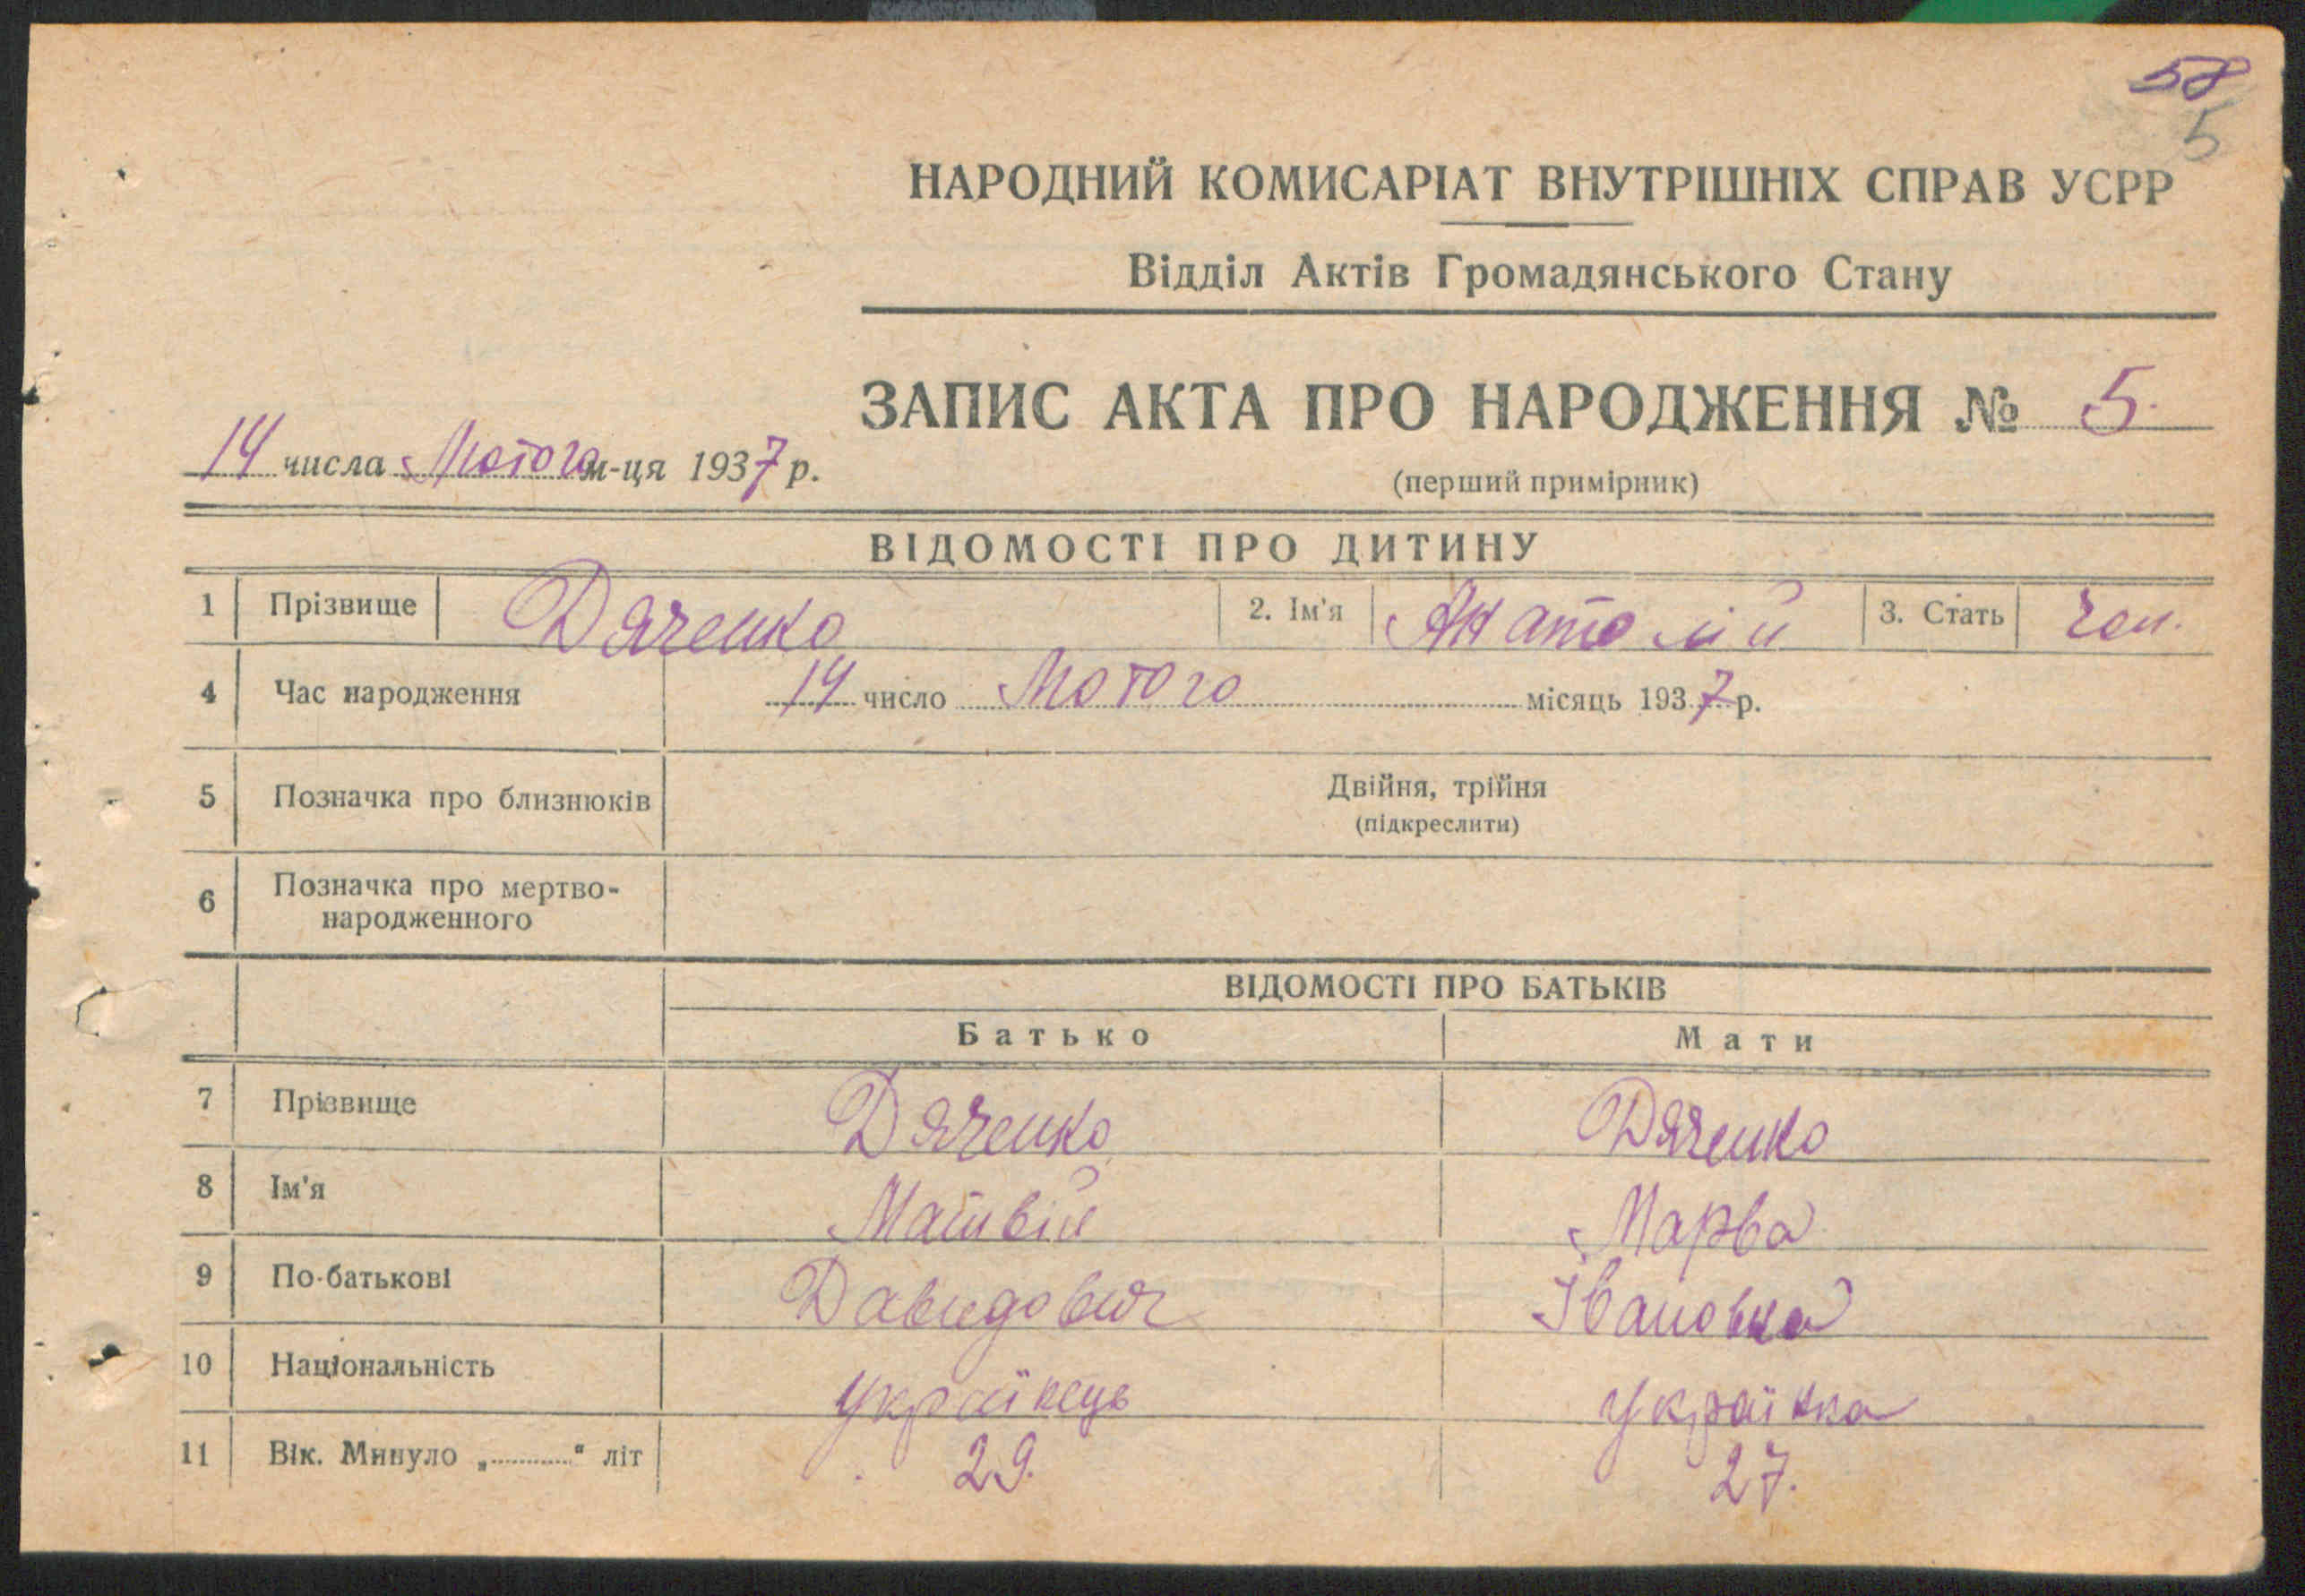 58
5
НАРОДНИЙ КОМИСАРІАТ ВНУТРІШНІХ СПРАВ УСРР
Відділ Актів Громадянського Стану
ЗАПИС АКТА ПРО НАРОДЖЕННЯ № 5.
14 числа Лютого м-ця 1937 р.
(перший примірник)
ВІДОМОСТІ ПРО ДИТИНУ
1 Прізвище Дяченко 2. Ім'я Анатолій 3. Стать чол.
4 Час народження 14 число Лютого місяць 1937 р.
5 Позначка про близнюків Двійня, трійня
(підкреслити)
6 Позначка про мертво-
народженного
ВІДОМОСТІ ПРО БАТЬКІВ
Батько Мати
7 Прізвище Дяченко Дяченко
8 Ім'я Матвій Марва
9 По-батькові Давидович Івановна
10 Національність Українець Українка
11 Вік. Минуло „ “ літ 29. 27.